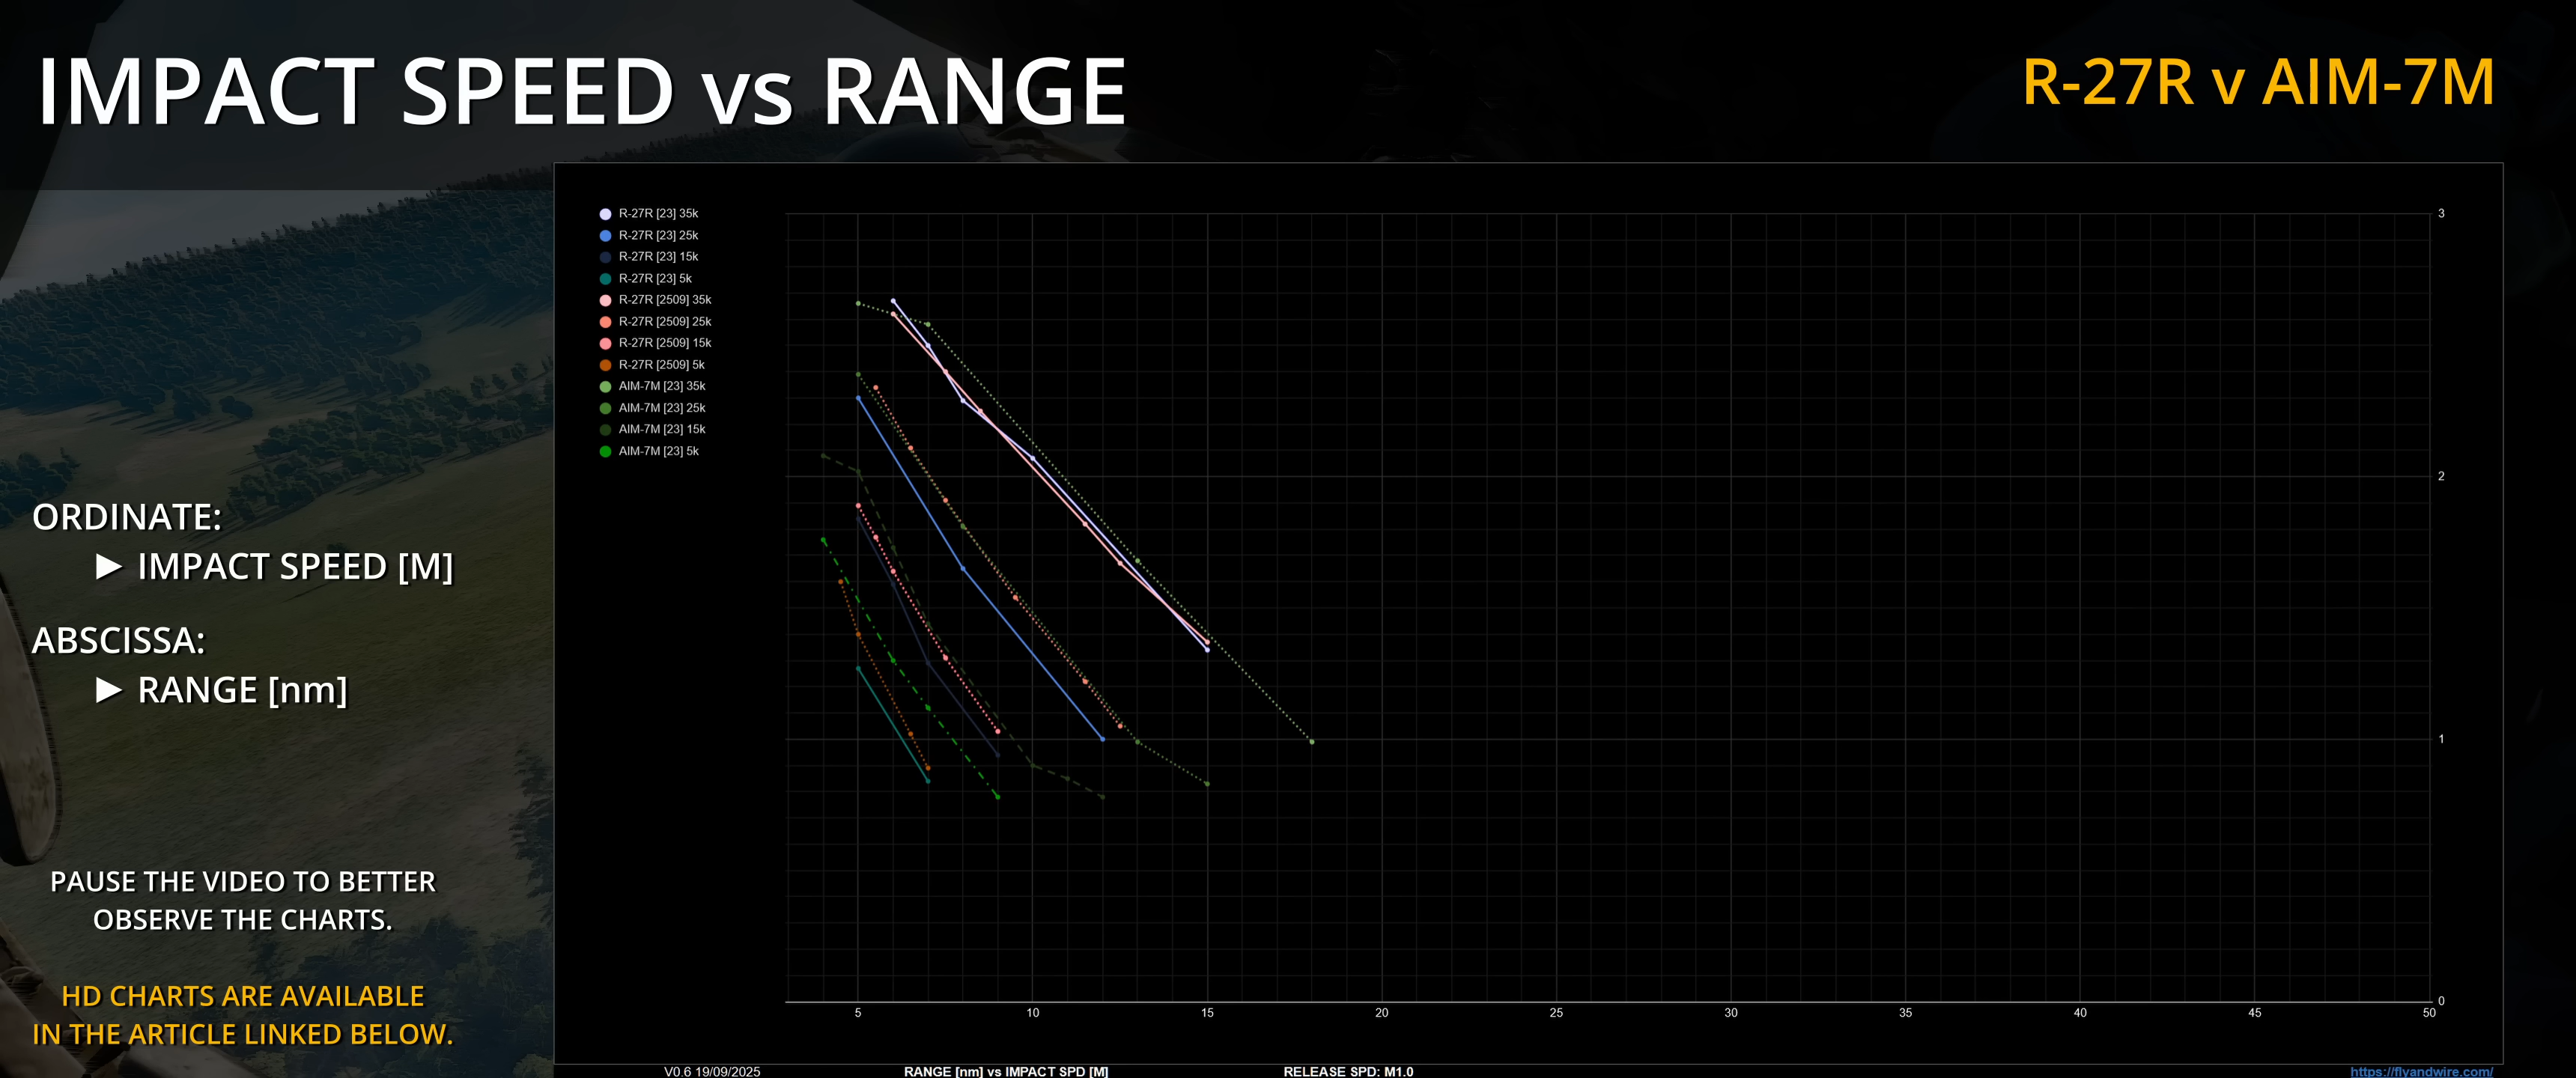 IMPACT SPEED vs RANGE
R-27R v AIM-7M
ORDINATE:
► IMPACT SPEED [M]
ABSCISSA:
► RANGE [nm]
PAUSE THE VIDEO TO BETTER
OBSERVE THE CHARTS.
HD CHARTS ARE AVAILABLE
IN THE ARTICLE LINKED BELOW.
R-27R [23] 35k
R-27R [23] 25k
R-27R [23] 15k
R-27R [23] 5k
R-27R [2509] 35k
R-27R [2509] 25k
R-27R [2509] 15k
R-27R [2509] 5k
AIM-7M [23] 35k
AIM-7M [23] 25k
AIM-7M [23] 15k
AIM-7M [23] 5k
3
2
1
0
5 10 15 20 25 30 35 40 45 50
V0.6 19/09/2025 RANGE [nm] vs IMPACT SPD [M] RELEASE SPD: M1.0 https://flyandwire.com/